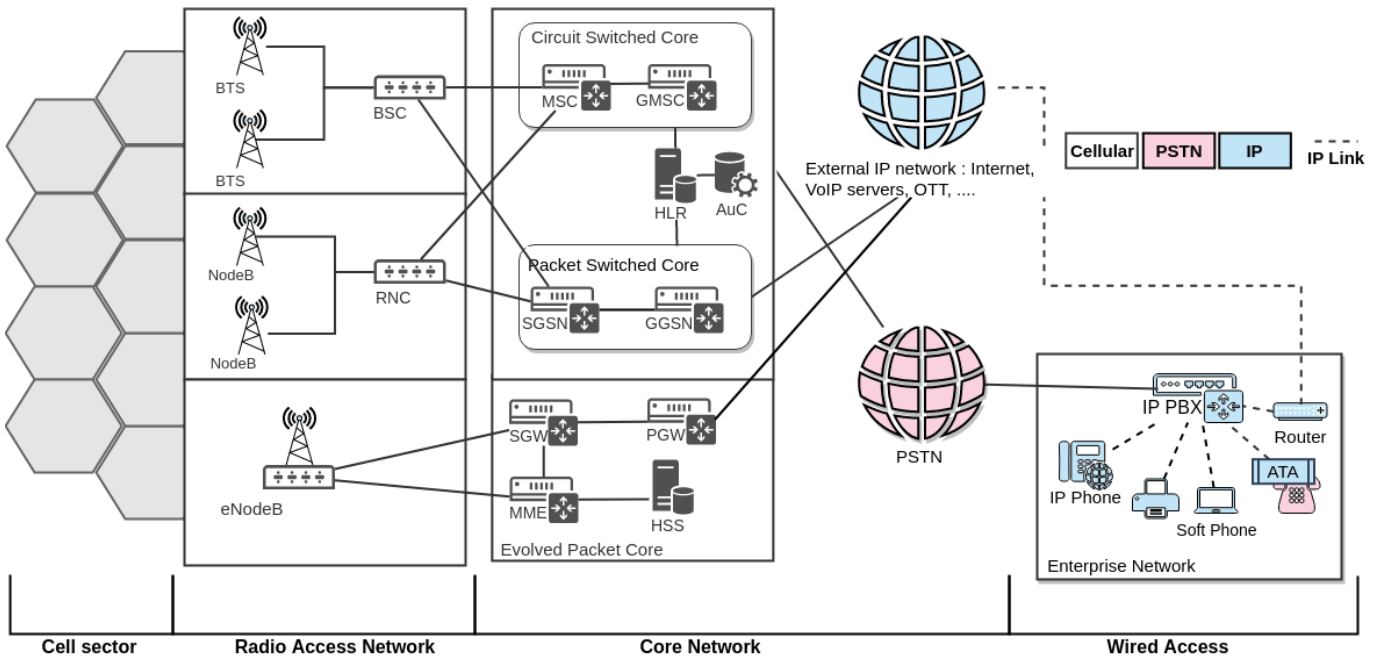 Circuit Switched Core
BTS
BSC
MSC
GMSC
BTS
Cellular
PSTN
IP
IP Link
External IP network : Internet,
VoIP servers, OTT, ....
HLR
AuC
NodeB
RNC
Packet Switched Core
SGSN
GGSN
NodeB
IP PBX
Router
SGW
PGW
PSTN
ATA
IP Phone
eNodeB
MME
HSS
Soft Phone
Evolved Packet Core
Enterprise Network
Cell sector
Radio Access Network
Core Network
Wired Access